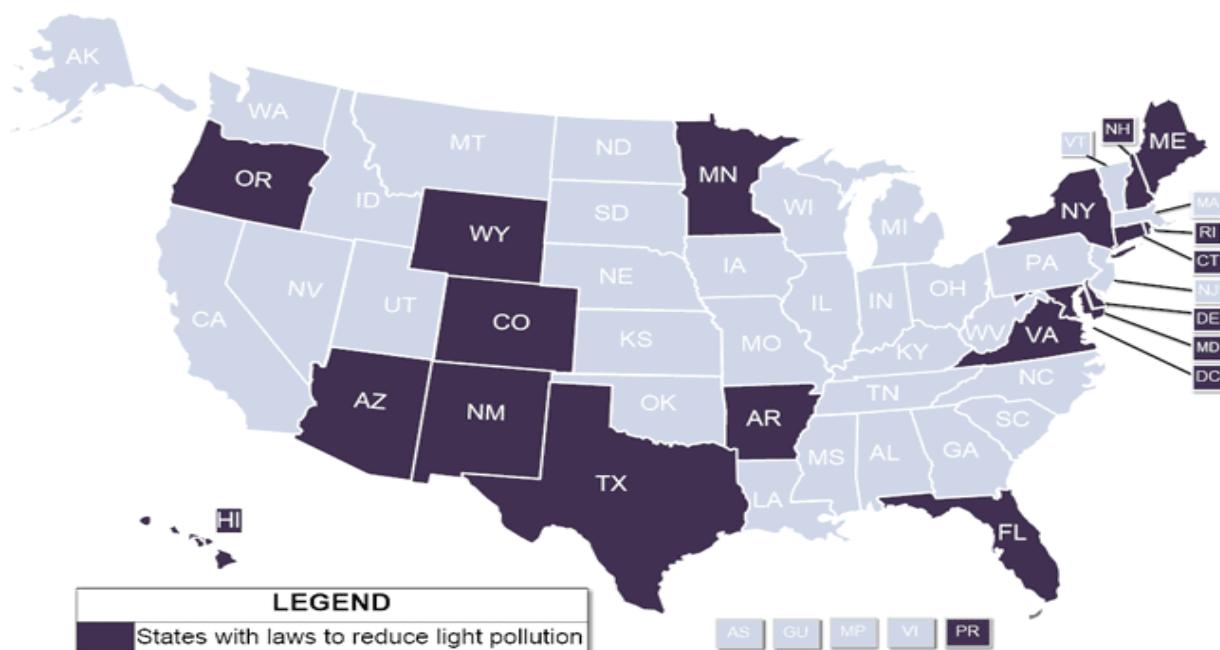 AK
WA
MT
ND
MN
VT
NH
ME
OR
ID
SD
WI
MI
NY
MA
RI
CT
WY
NE
IA
PA
NJ
DE
MD
DC
CA
NV
UT
CO
KS
MO
IL
IN
OH
WV
VA
KY
AZ
NM
OK
AR
TN
NC
SC
TX
LA
MS
AL
GA
FL
HI
LEGEND
States with laws to reduce light pollution
AS
GU
MP
VI
PR